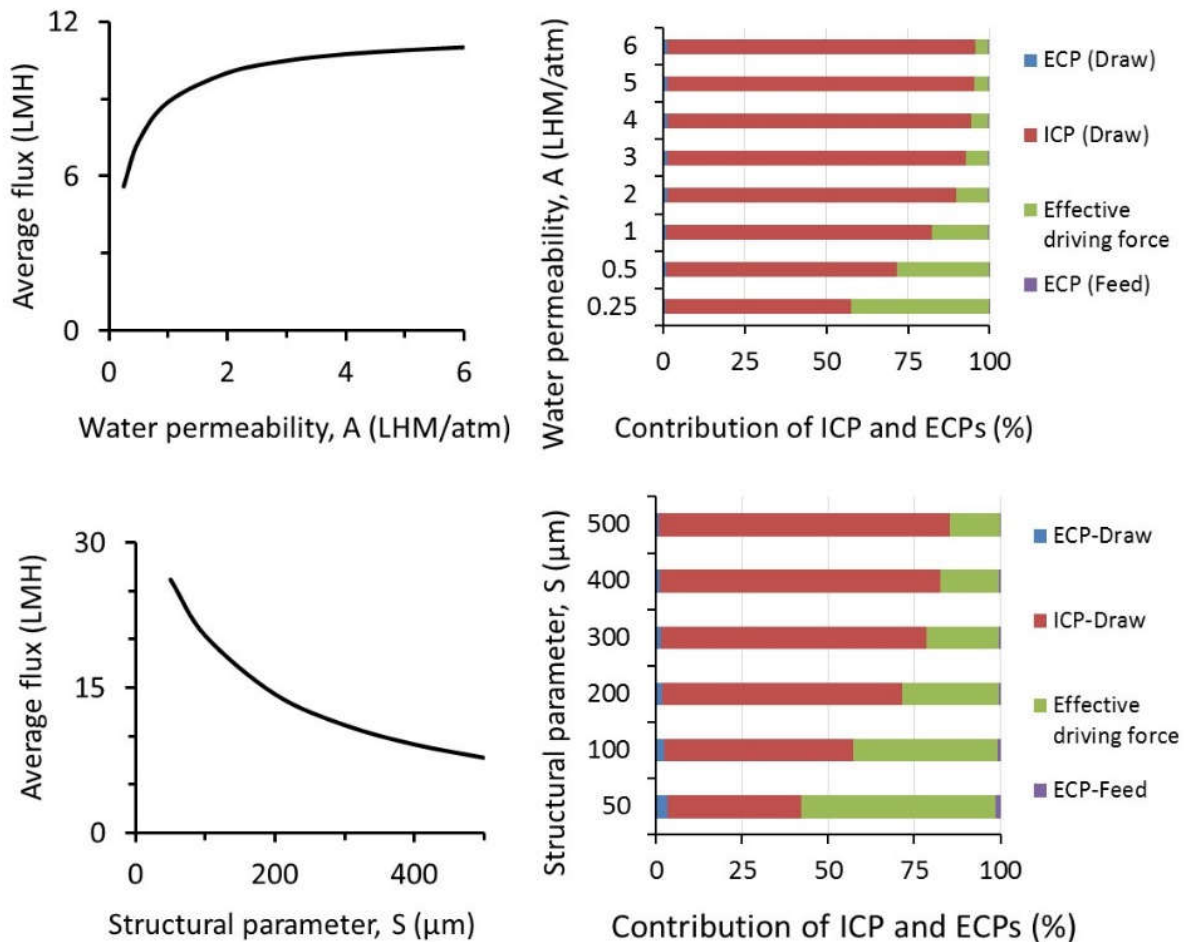 Average flux (LMH)
12
6
0
0
2
4
6
Water permeability, A (LHM/atm)
Water permeability, A (LHM/atm)
6
5
4
3
2
1
0.5
0.25
0
25
50
75
100
Contribution of ICP and ECPs (%)
ECP (Draw)
ICP (Draw)
Effective
driving force
ECP (Feed)
Average flux (LMH)
30
15
0
0
200
400
Structural parameter, S (µm)
Structural parameter, S (µm)
500
400
300
200
100
50
0
25
50
75
100
Contribution of ICP and ECPs (%)
ECP-Draw
ICP-Draw
Effective
driving force
ECP-Feed